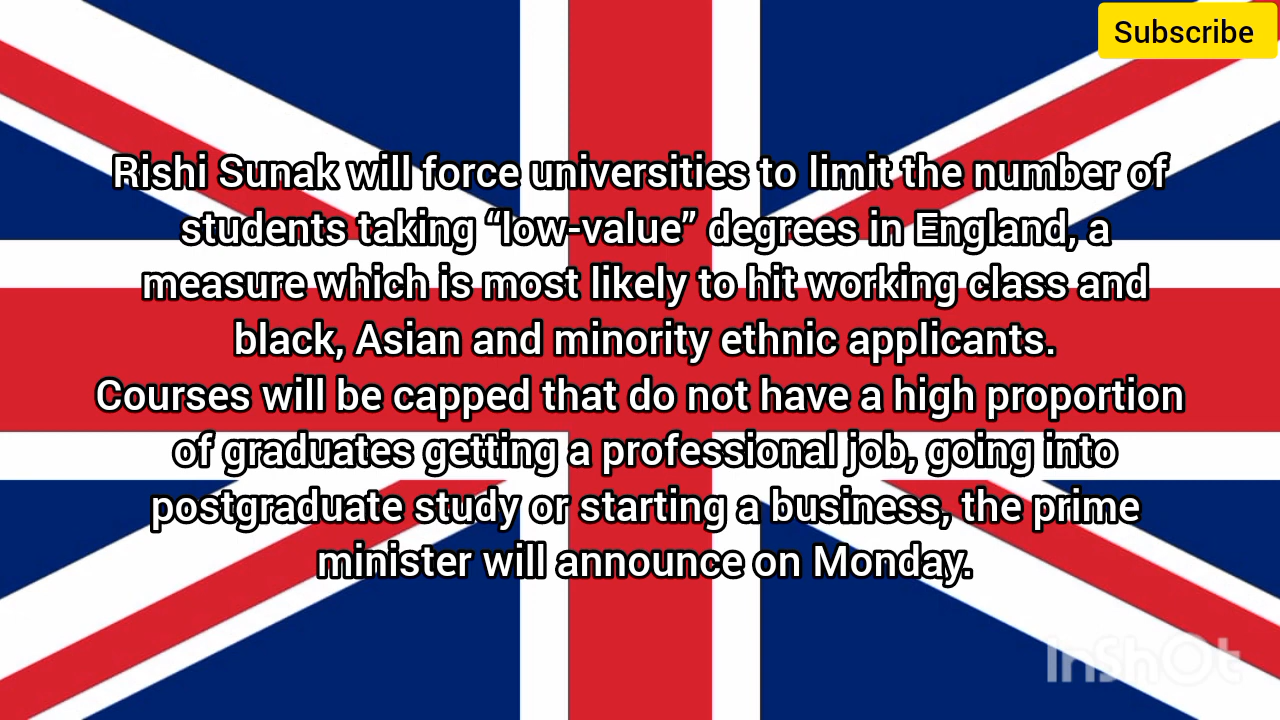 Subscribe
Rishi Sunak will force universities to limit the number of
students taking “low-value” degrees in England, a
measure which is most likely to hit working class and
black, Asian and minority ethnic applicants.
Courses will be capped that do not have a high proportion
of graduates getting a professional job, going into
postgraduate study or starting a business, the prime
minister will announce on Monday.
InShOt